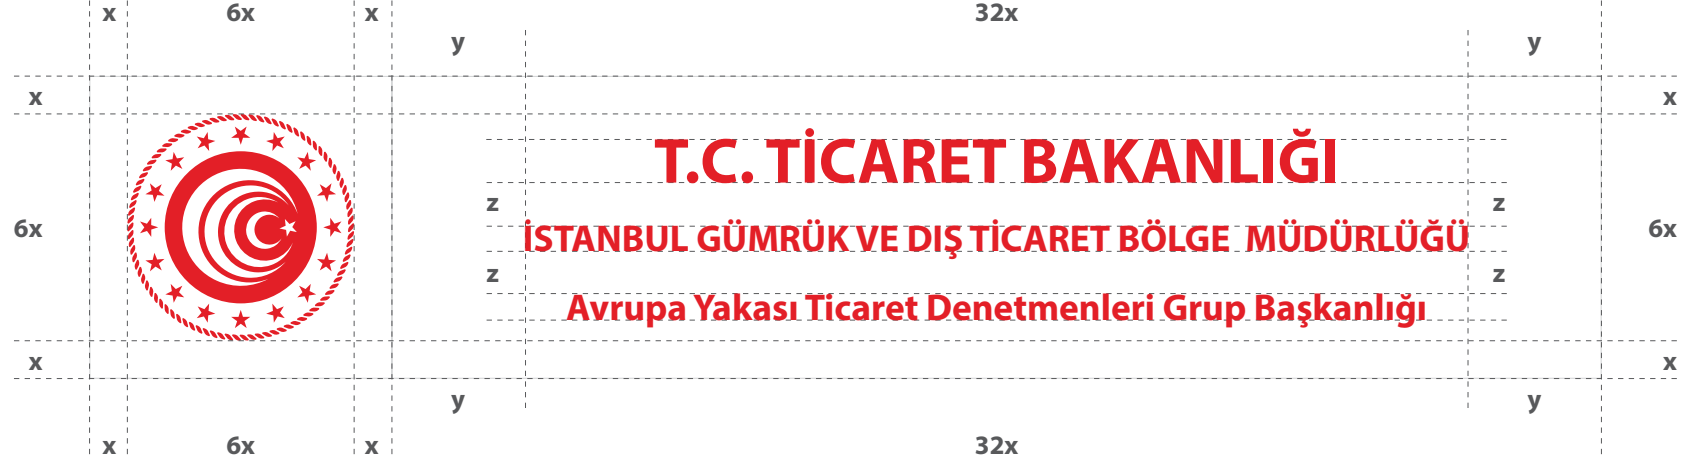 x 6x x 32x
y y
x x
T.C. TİCARET BAKANLIĞI
z z
6x İSTANBUL GÜMRÜK VE DIŞ TİCARET BÖLGE MÜDÜRLÜĞÜ 6x
z z
Avrupa Yakası Ticaret Denetmenleri Grup Başkanlığı
x x
y y
x 6x x 32x